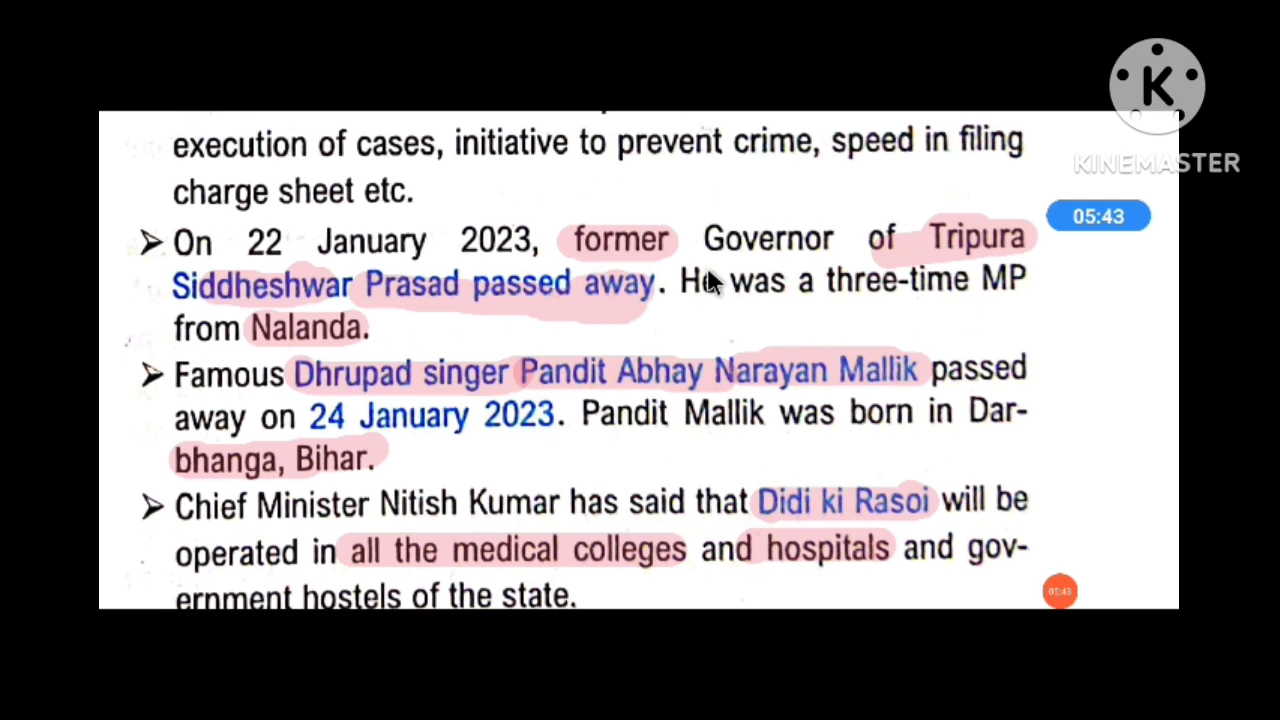 K
KINEMASTER
execution of cases, initiative to prevent crime, speed in filing
charge sheet etc.
05:43
➢ On 22 January 2023, former Governor of Tripura
Siddheshwar Prasad passed away. He was a three-time MP
from Nalanda.
➢ Famous Dhrupad singer Pandit Abhay Narayan Mallik passed
away on 24 January 2023. Pandit Mallik was born in Dar-
bhanga, Bihar.
➢ Chief Minister Nitish Kumar has said that Didi ki Rasoi will be
operated in all the medical colleges and hospitals and gov-
ernment hostels of the state.
05:43